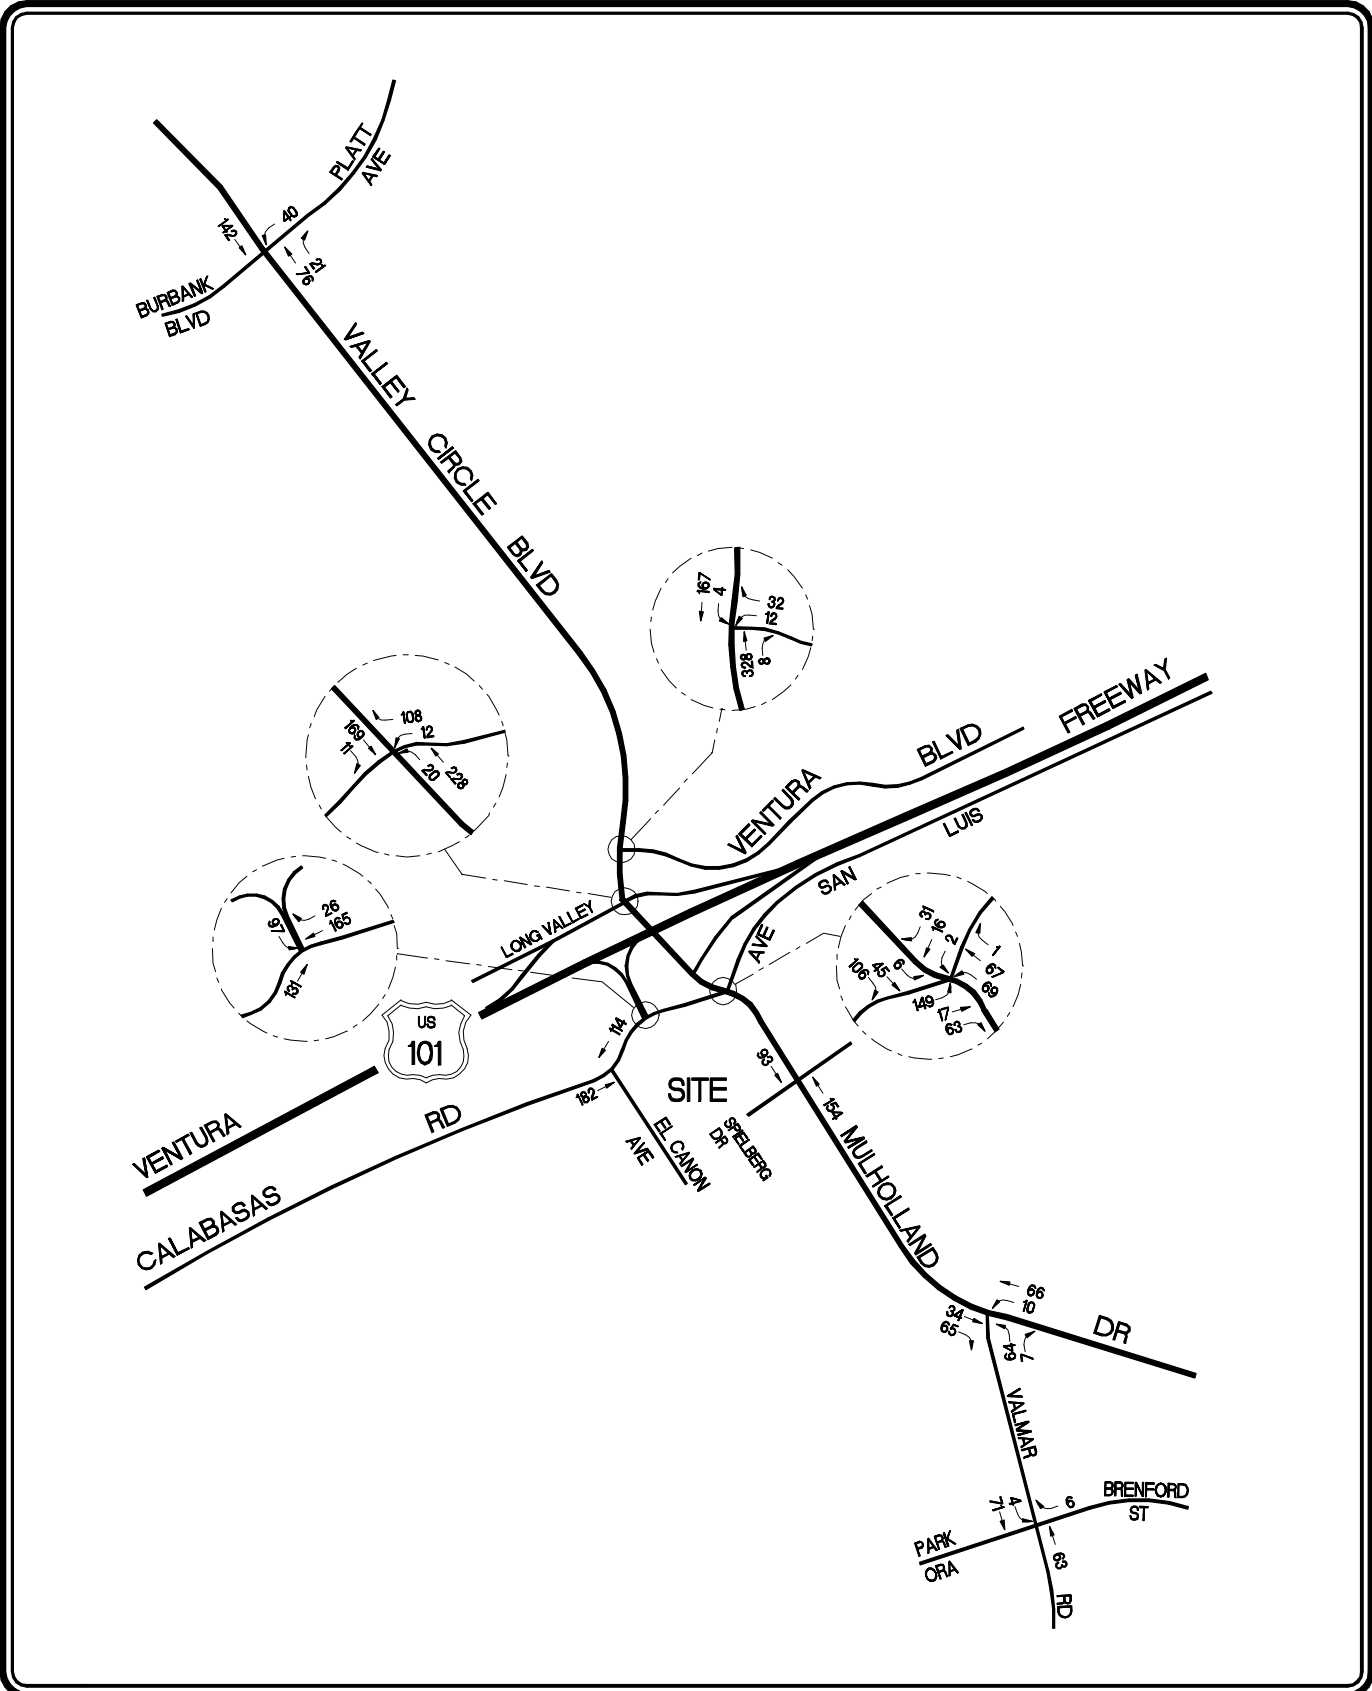 PLATT
AVE
40
142
21
76
BURBANK
BLVD
VALLEY
CIRCLE
BLVD
167
4
32
12
328
8
108
12
169
11
20
228
FREEWAY
BLVD
VENTURA
LUIS
SAN
AVE
LONG VALLEY
26
165
97
131
31
16
2
1
67
69
106
45
6
149
17
63
US
101
114
182
SITE
93
154
SPIELBERG
DR
EL CANON
AVE
VENTURA
RD
CALABASAS
MULHOLLAND
DR
66
10
34
65
64
7
VALMAR
71
4
6
63
BRENFORD
ST
PARK
ORA
RD